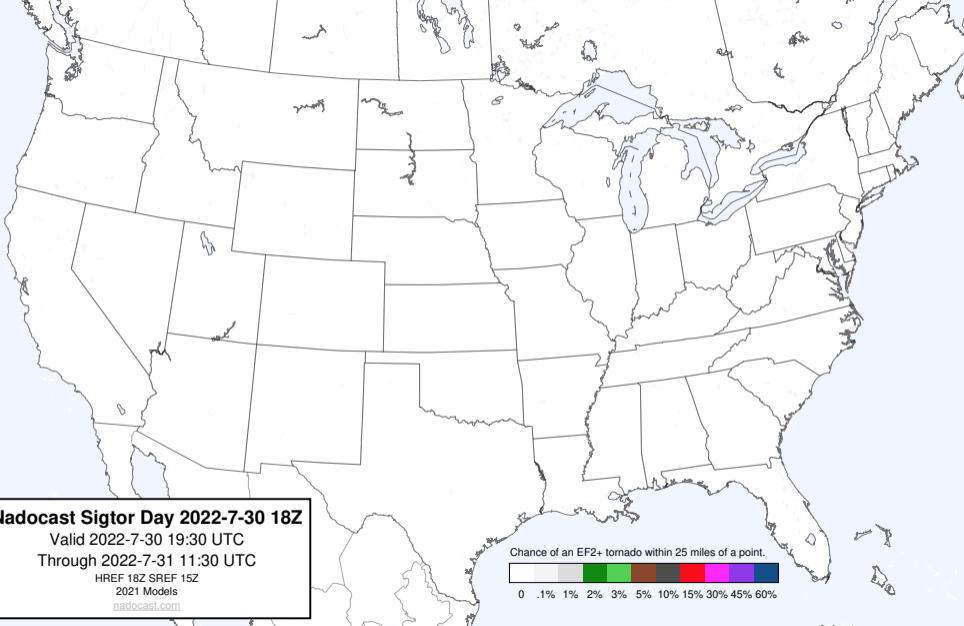 Nadocast Sigtor Day 2022-7-30 18Z
Valid 2022-7-30 19:30 UTC
Through 2022-7-31 11:30 UTC
HREF 18Z SREF 15Z
2021 Models
nadocast.com
Chance of an EF2+ tornado within 25 miles of a point.
0 .1% 1% 2% 3% 5% 10% 15% 30% 45% 60%